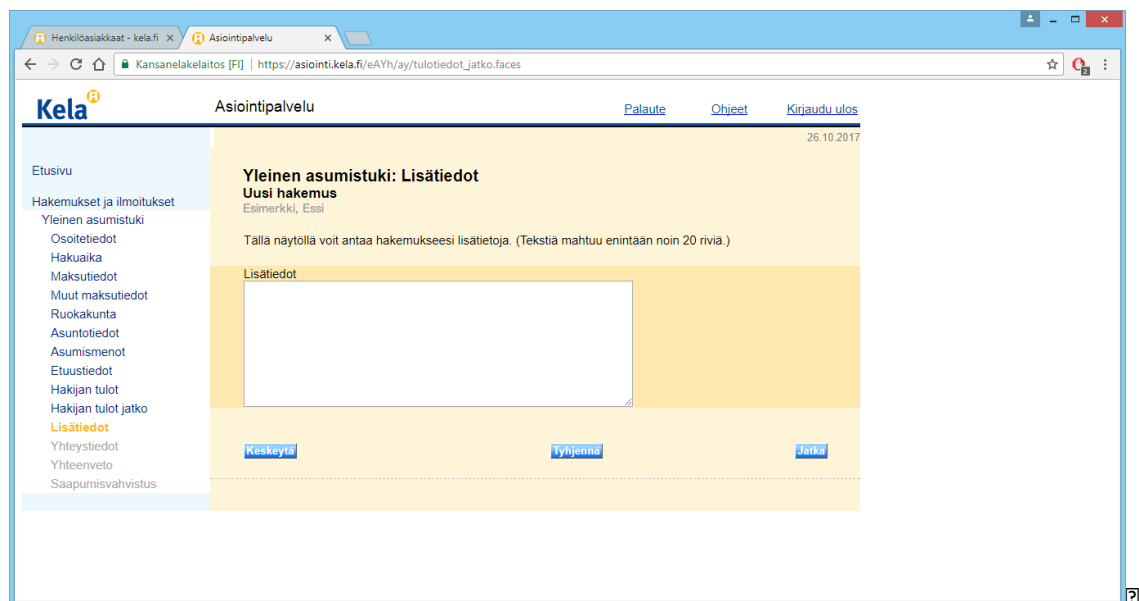 Henkilöasiakkaat - kela.fi
Asiointipalvelu
Kansanelakelaitos [FI] | https://asiointi.kela.fi/eAYh/ay/tulotiedot_jatko.faces
2
Kela
Asiointipalvelu
Palaute
Ohjeet
Kirjaudu ulos
26.10.2017
Etusivu
Hakemukset ja ilmoitukset
Yleinen asumistuki
Osoitetiedot
Hakuaika
Maksutiedot
Muut maksutiedot
Ruokakunta
Asuntotiedot
Asumismenot
Etuustiedot
Hakijan tulot
Hakijan tulot jatko
Lisätiedot
Yhteystiedot
Yhteenveto
Saapumisvahvistus
Yleinen asumistuki: Lisätiedot
Uusi hakemus
Esimerkki, Essi
Tällä näytöllä voit antaa hakemukseesi lisätietoja. (Tekstiä mahtuu enintään noin 20 riviä.)
Lisätiedot
Keskeytä
Tyhjennä
Jatka
?